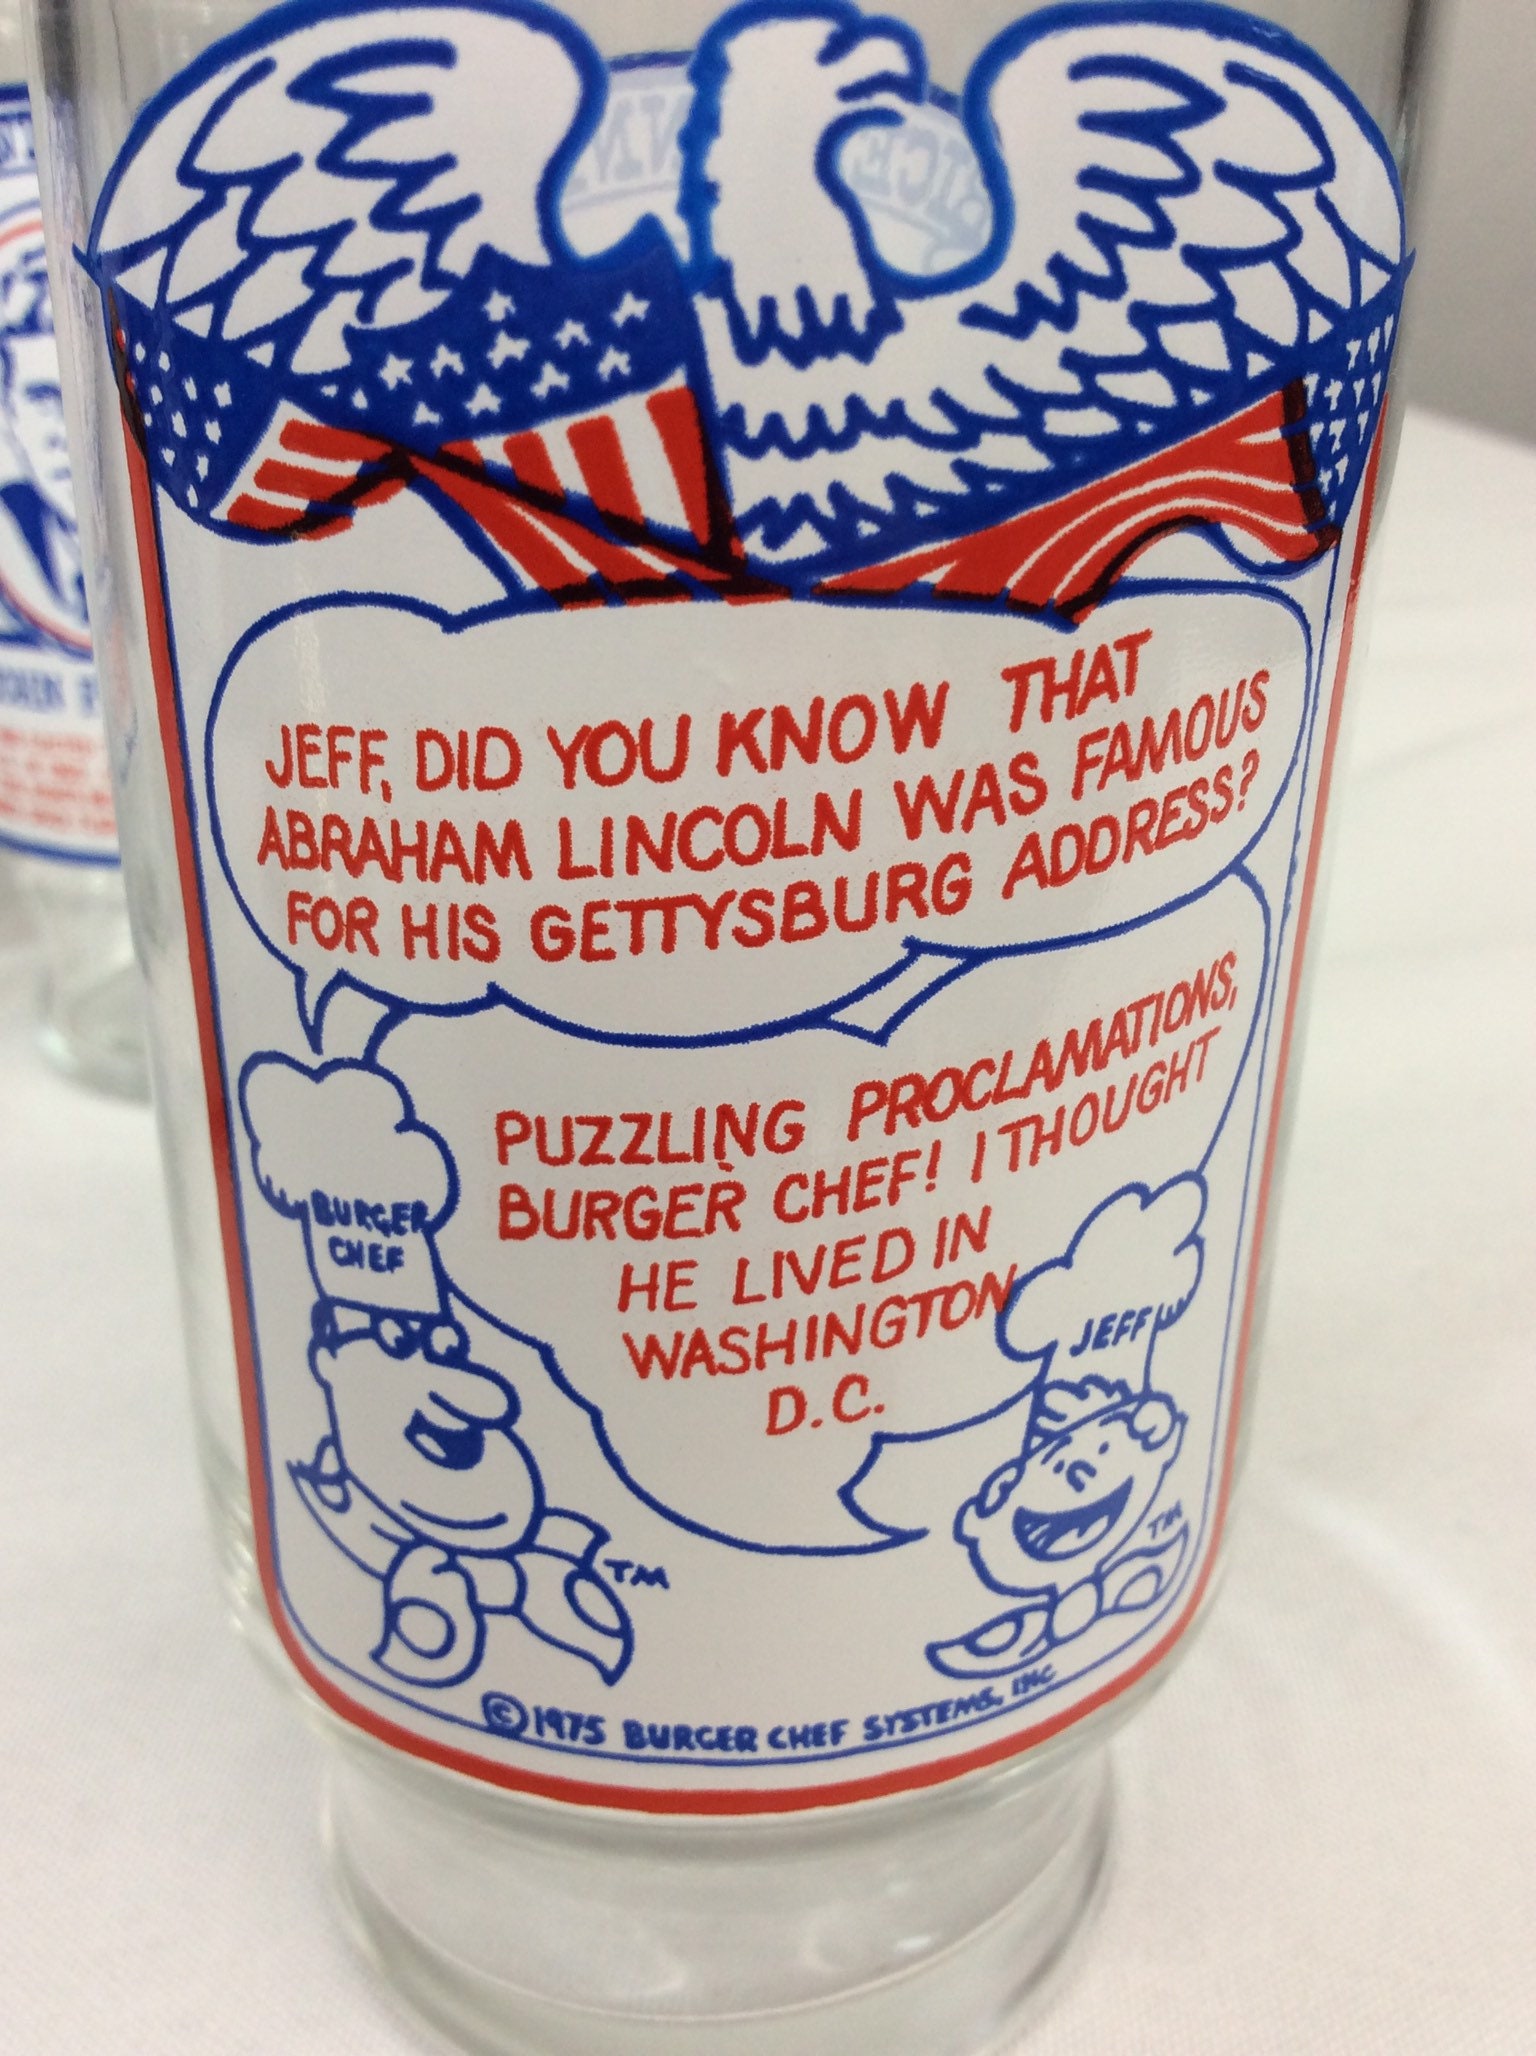 JEFF, DID YOU KNOW THAT
ABRAHAM LINCOLN WAS FAMOUS
FOR HIS GETTYSBURG ADDRESS?
PUZZLING PROCLAMATIONS,
BURGER CHEF! I THOUGHT
HE LIVED IN
WASHINGTON
D.C.
BURGER
CHEF
JEFF
TM
TM
©1975 BURGER CHEF SYSTEMS, INC